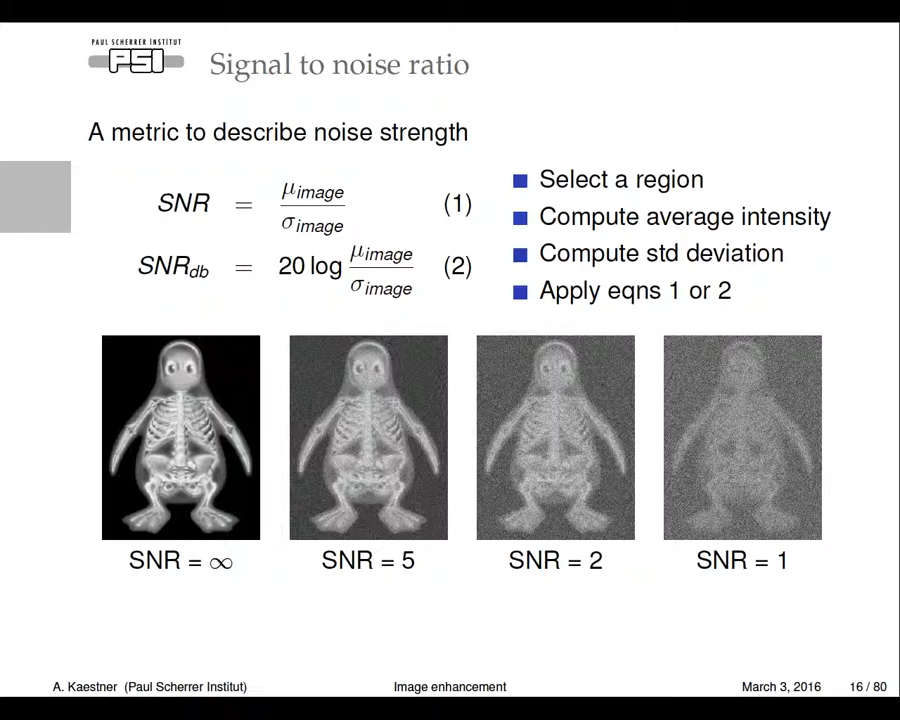 PAUL SCHERRER INSTITUT
PSI
Signal to noise ratio
A metric to describe noise strength
SNR = μimage / σimage (1)
SNRdb = 20 log μimage / σimage (2)
Select a region
Compute average intensity
Compute std deviation
Apply eqns 1 or 2
SNR = ∞
SNR = 5
SNR = 2
SNR = 1
A. Kaestner (Paul Scherrer Institut)
Image enhancement
March 3, 2016
16 / 80